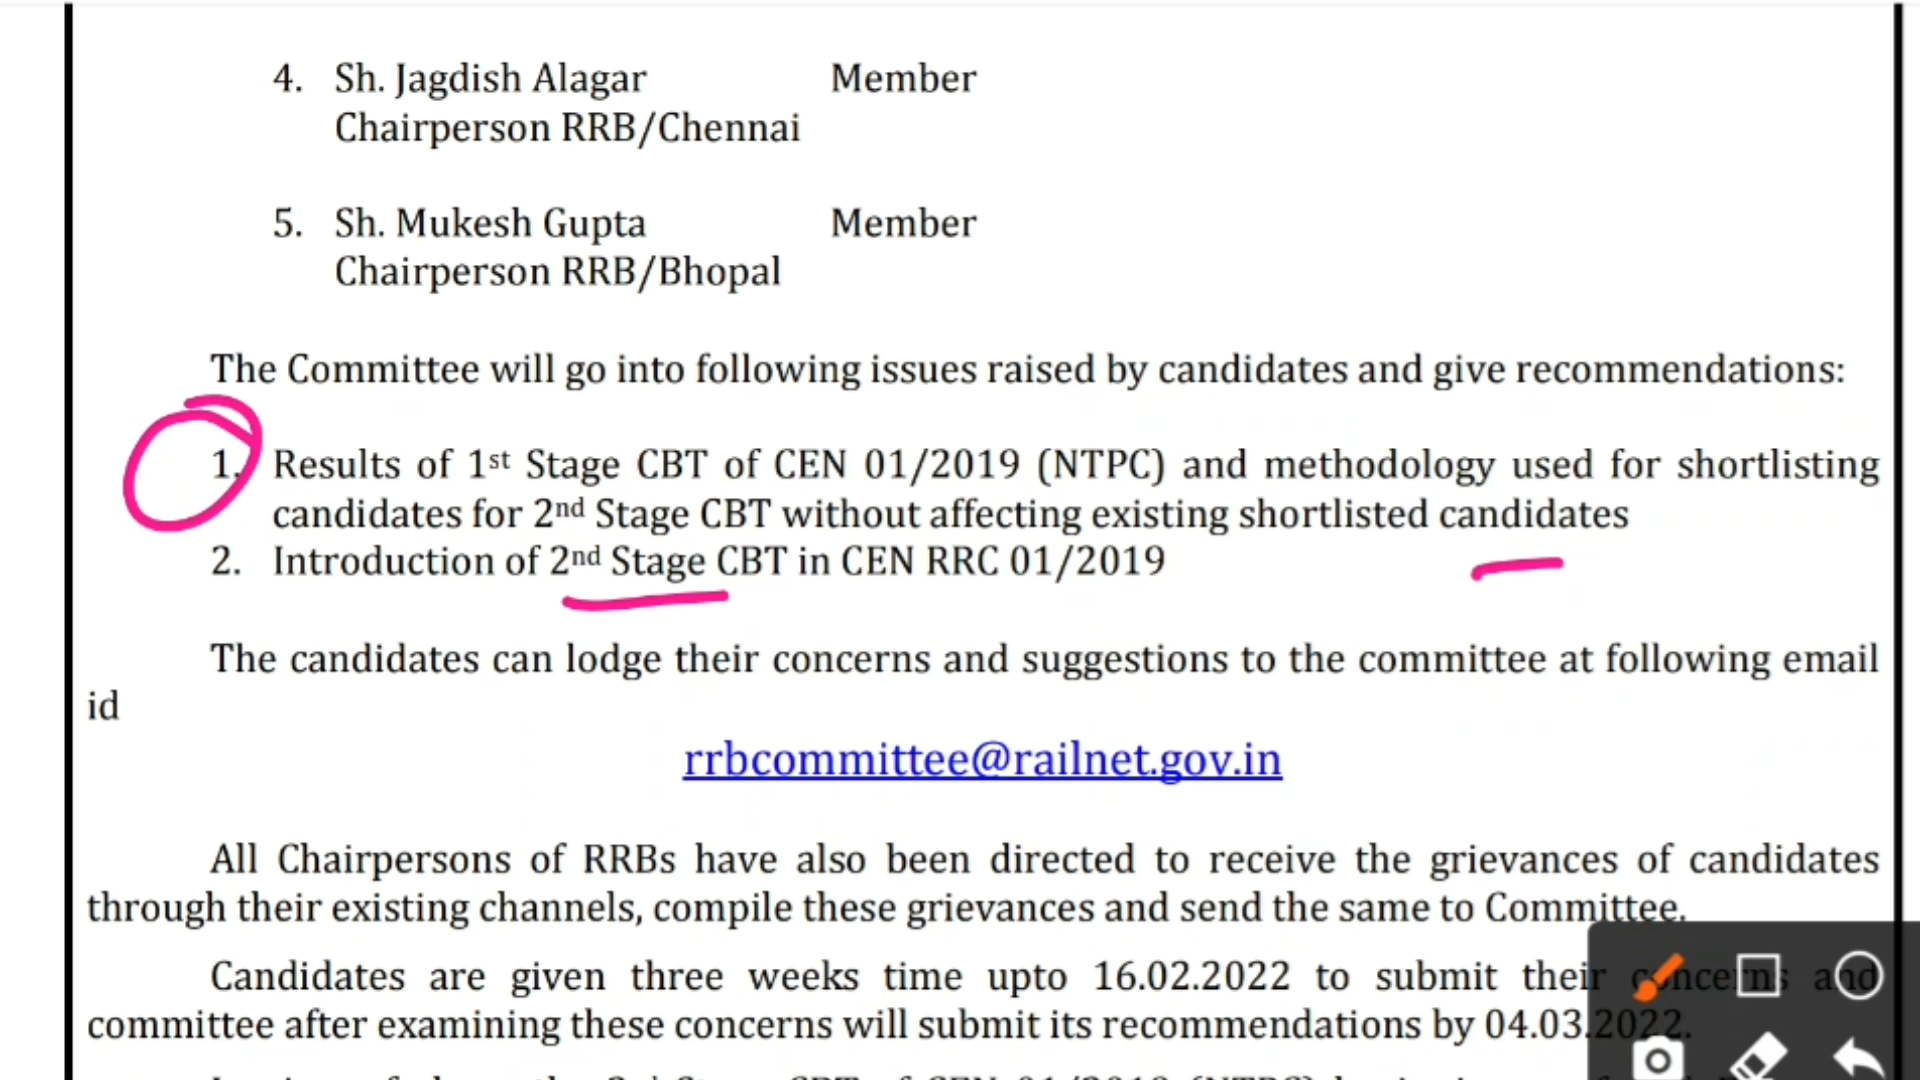 4. Sh. Jagdish Alagar Member
Chairperson RRB/Chennai
5. Sh. Mukesh Gupta Member
Chairperson RRB/Bhopal
The Committee will go into following issues raised by candidates and give recommendations:
1. Results of 1st Stage CBT of CEN 01/2019 (NTPC) and methodology used for shortlisting
candidates for 2nd Stage CBT without affecting existing shortlisted candidates
2. Introduction of 2nd Stage CBT in CEN RRC 01/2019
The candidates can lodge their concerns and suggestions to the committee at following email
id
rrbcommittee@railnet.gov.in
All Chairpersons of RRBs have also been directed to receive the grievances of candidates
through their existing channels, compile these grievances and send the same to Committee.
Candidates are given three weeks time upto 16.02.2022 to submit their concerns and
committee after examining these concerns will submit its recommendations by 04.03.2022.